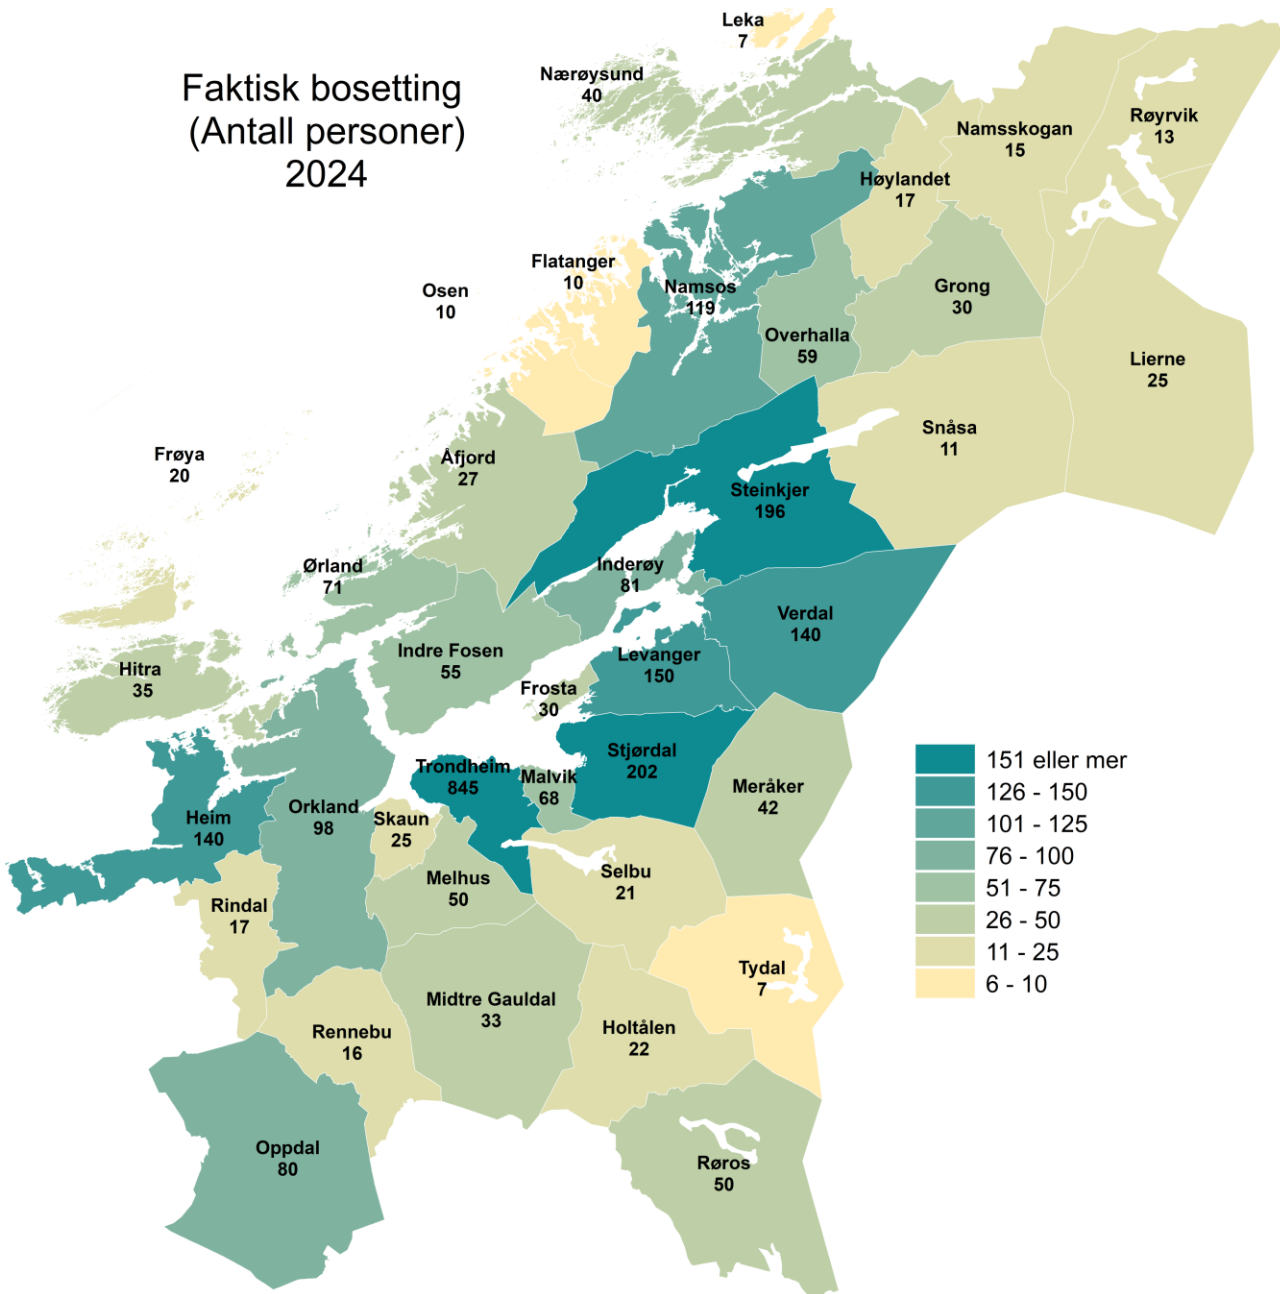 Faktisk bosetting
(Antall personer)
2024
Leka
7
Nærøysund
40
Røyrvik
13
Namsskogan
15
Høylandet
17
Flatanger
10
Osen
10
Namsos
119
Grong
30
Overhalla
59
Lierne
25
Snåsa
11
Frøya
20
Åfjord
27
Steinkjer
196
Ørland
71
Inderøy
81
Verdal
140
Indre Fosen
55
Levanger
150
Hitra
35
Frosta
30
Stjørdal
202
Trondheim
845
Malvik
68
Meråker
42
Orkland
98
Heim
140
Skaun
25
Melhus
50
Selbu
21
Rindal
17
Tydal
7
Midtre Gauldal
33
Rennebu
16
Holtålen
22
Oppdal
80
Røros
50
151 eller mer
126 - 150
101 - 125
76 - 100
51 - 75
26 - 50
11 - 25
6 - 10